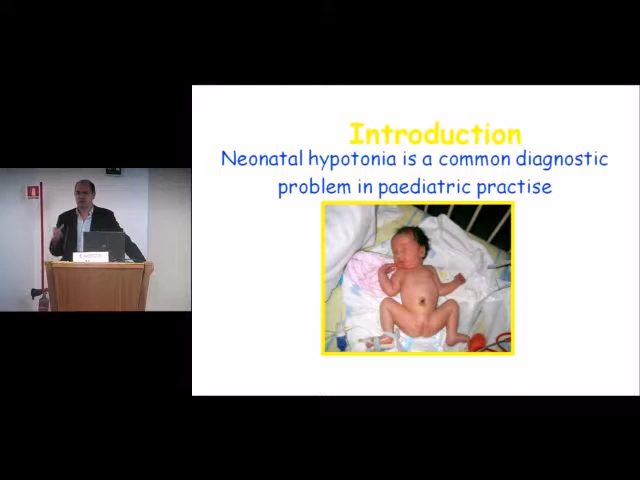 Introduction
Neonatal hypotonia is a common diagnostic
problem in paediatric practise